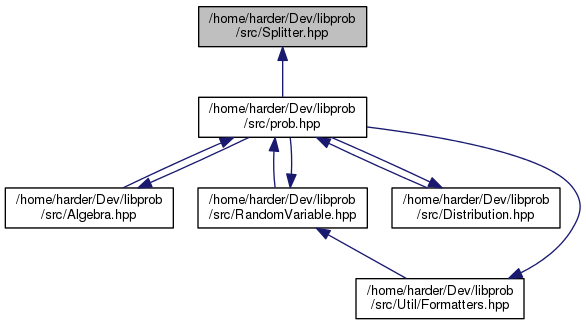 /home/harder/Dev/libprob
/src/Splitter.hpp
/home/harder/Dev/libprob
/src/prob.hpp
/home/harder/Dev/libprob
/src/Algebra.hpp
/home/harder/Dev/libprob
/src/RandomVariable.hpp
/home/harder/Dev/libprob
/src/Distribution.hpp
/home/harder/Dev/libprob
/src/Util/Formatters.hpp